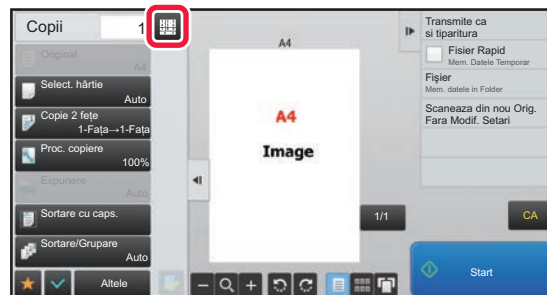 Copii
1
Original
A4
Select. hârtie
Auto
Copie 2 fețe
1-Fața→1-Fața
Proc. copiere
100%
Expunere
Auto
Sortare cu caps.
Sortare/Grupare
Auto
Altele
A4
A4
Image
1/1
Transmite ca
si tiparitura
Fisier Rapid
Mem. Datele Temporar
Fişier
Mem. datele in Folder
Scaneaza din nou Orig.
Fara Modif. Setari
CA
Start